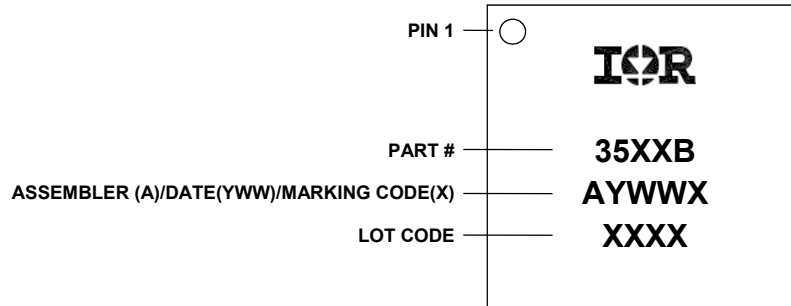 PIN 1
IOR
PART #
35XXB
ASSEMBLER (A)/DATE(YWW)/MARKING CODE(X)
AYWWX
LOT CODE
XXXX